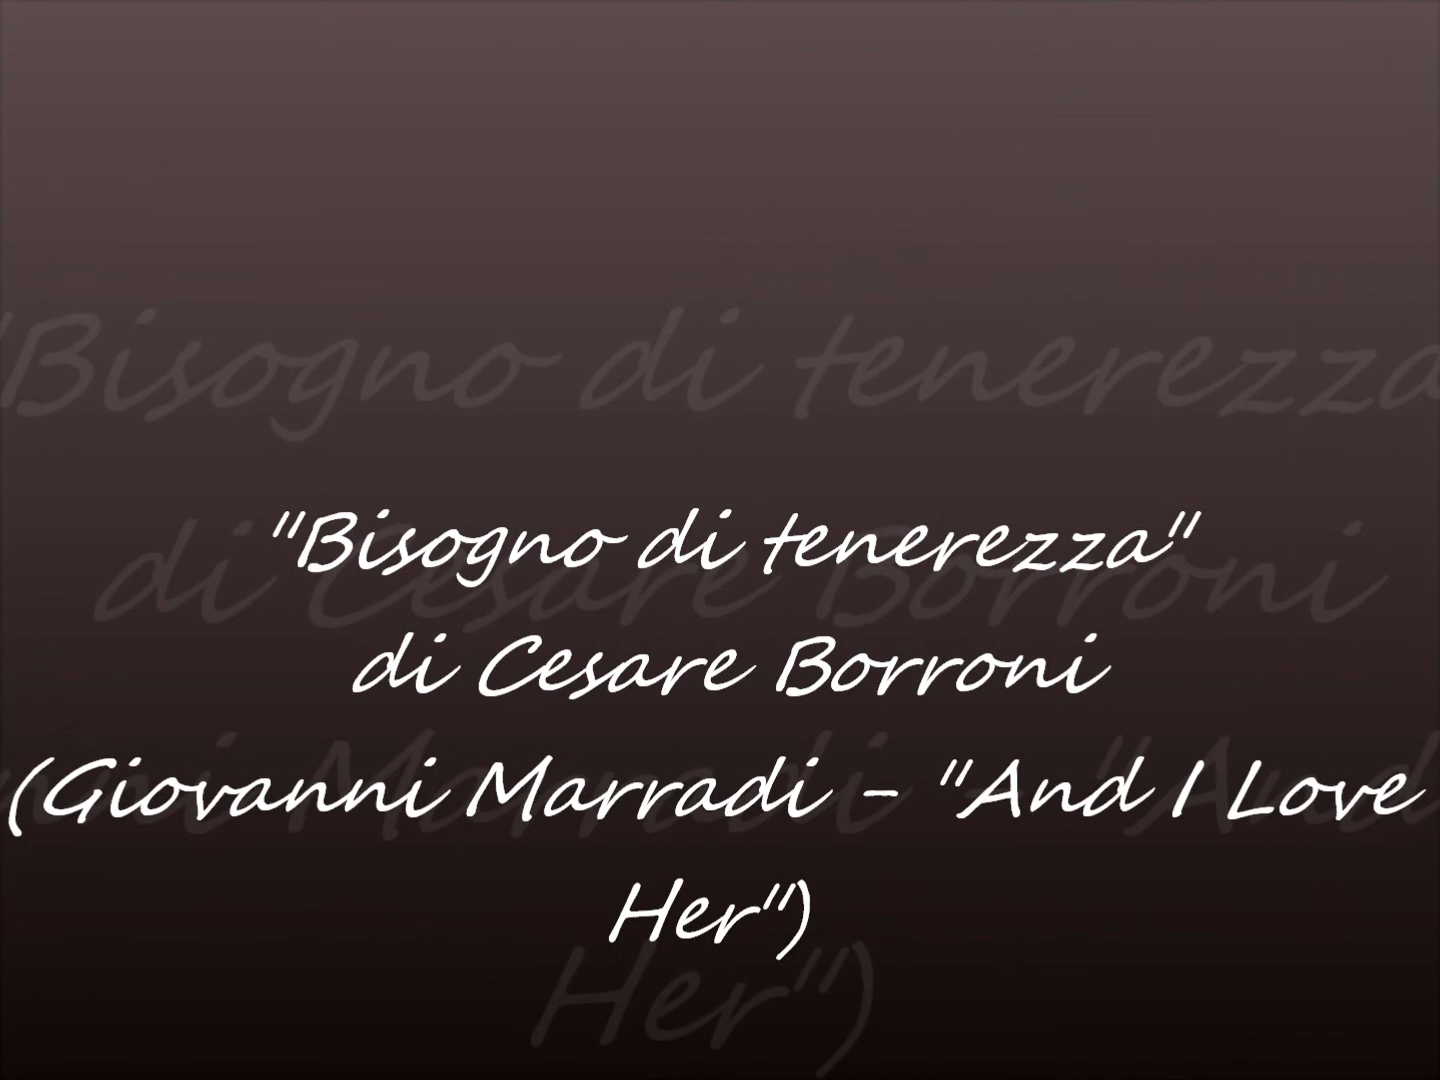 "Bisogno di tenerezza"
di Cesare Borroni
(Giovanni Marradi - "And I Love
Her")